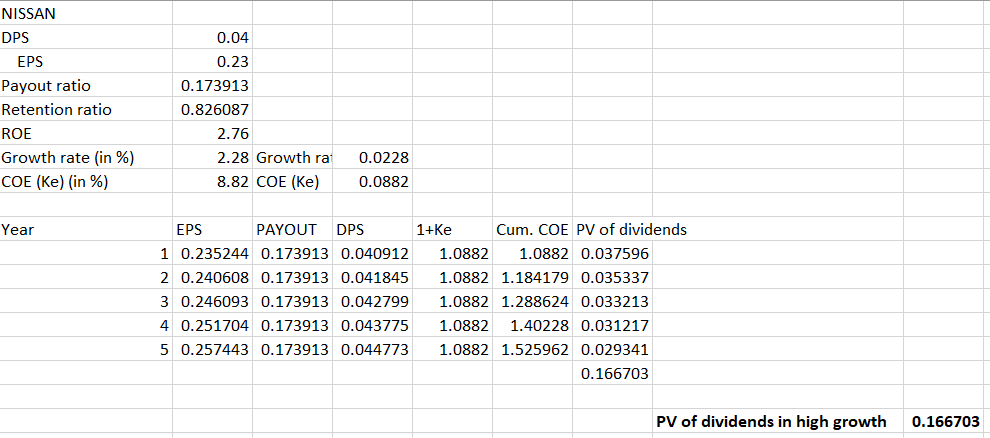 NISSAN
DPS 0.04
EPS 0.23
Payout ratio 0.173913
Retention ratio 0.826087
ROE 2.76
Growth rate (in %) 2.28 Growth rat 0.0228
COE (Ke) (in %) 8.82 COE (Ke) 0.0882
Year EPS PAYOUT DPS 1+Ke Cum. COE PV of dividends
1 0.235244 0.173913 0.040912 1.0882 1.0882 0.037596
2 0.240608 0.173913 0.041845 1.0882 1.184179 0.035337
3 0.246093 0.173913 0.042799 1.0882 1.288624 0.033213
4 0.251704 0.173913 0.043775 1.0882 1.40228 0.031217
5 0.257443 0.173913 0.044773 1.0882 1.525962 0.029341
0.166703
PV of dividends in high growth 0.166703